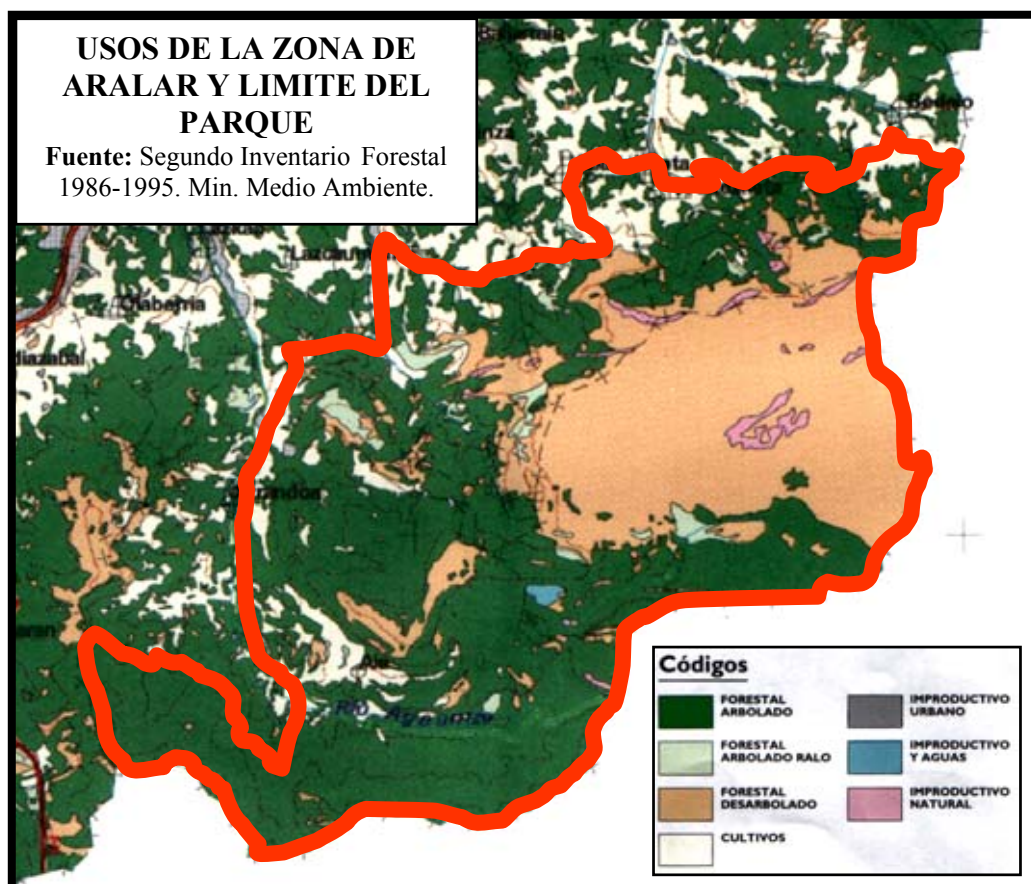 USOS DE LA ZONA DE
ARALAR Y LIMITE DEL
PARQUE
Fuente: Segundo Inventario Forestal
1986-1995. Min. Medio Ambiente.
Olaberria
Códigos
FORESTAL
ARBOLADO
FORESTAL
ARBOLADO RALO
FORESTAL
DESARBOLADO
CULTIVOS
IMPRODUCTIVO
URBANO
IMPRODUCTIVO
Y AGUAS
IMPRODUCTIVO
NATURAL